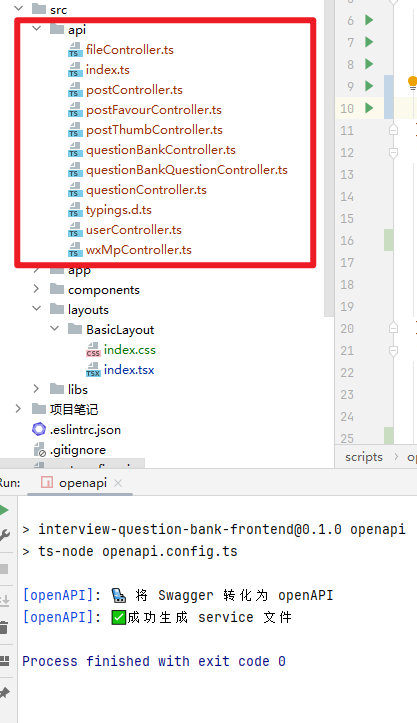 src
api
fileController.ts
index.ts
postController.ts
postFavourController.ts
postThumbController.ts
questionBankController.ts
questionBankQuestionController.ts
questionController.ts
typings.d.ts
userController.ts
wxMpController.ts
app
components
layouts
BasicLayout
index.css
index.tsx
libs
项目笔记
.eslintrc.json
.gitignore
6
7
8
9
10
11
12
13
14
15
16
17
18
19
20
21
22
23
24
25
scripts
Run:
openapi
> interview-question-bank-frontend@0.1.0 openapi
> ts-node openapi.config.ts
[openAPI]: 将 Swagger 转化为 openAPI
[openAPI]: ✅成功生成 service 文件
Process finished with exit code 0